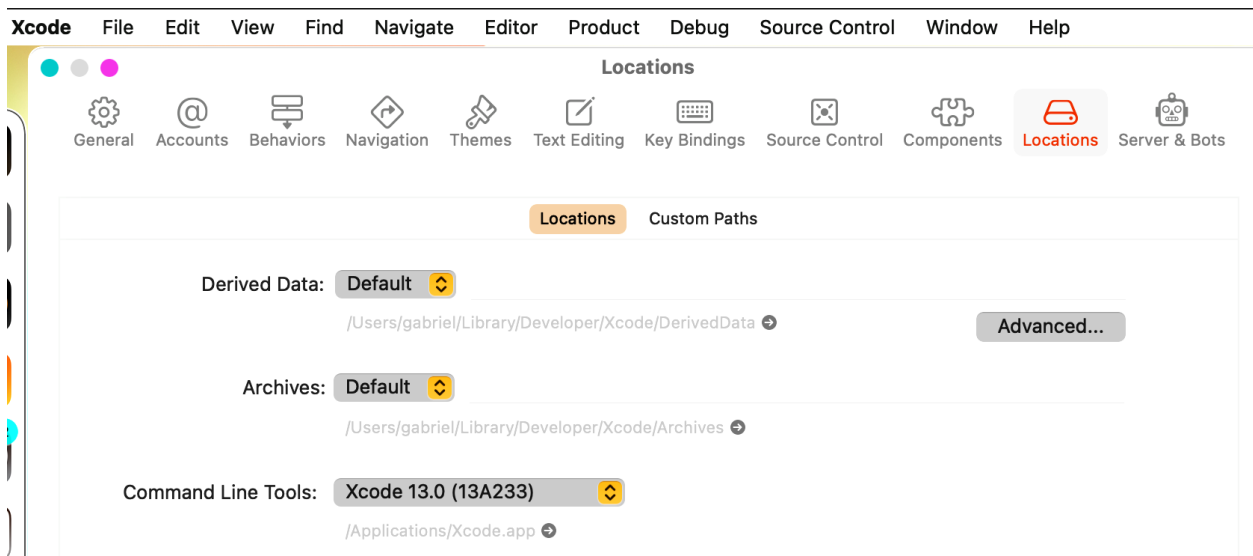 Xcode File Edit View Find Navigate Editor Product Debug Source Control Window Help
Locations
General Accounts Behaviors Navigation Themes Text Editing Key Bindings Source Control Components Locations Server & Bots
Locations Custom Paths
Derived Data: Default
/Users/gabriel/Library/Developer/Xcode/DerivedData
Advanced...
Archives: Default
/Users/gabriel/Library/Developer/Xcode/Archives
Command Line Tools: Xcode 13.0 (13A233)
/Applications/Xcode.app